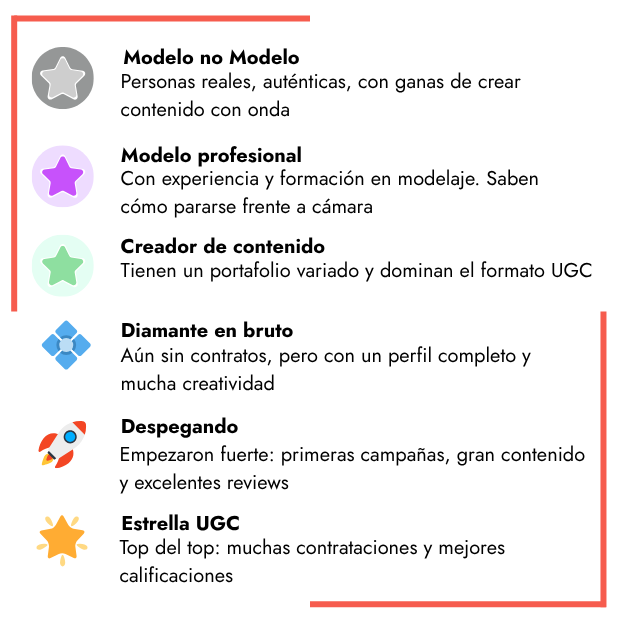 Modelo no Modelo
Personas reales, auténticas, con ganas de crear
contenido con onda
Modelo profesional
Con experiencia y formación en modelaje. Saben
cómo pararse frente a cámara
Creador de contenido
Tienen un portafolio variado y dominan el formato UGC
Diamante en bruto
Aún sin contratos, pero con un perfil completo y
mucha creatividad
Despegando
Empezaron fuerte: primeras campañas, gran contenido
y excelentes reviews
Estrella UGC
Top del top: muchas contrataciones y mejores
calificaciones